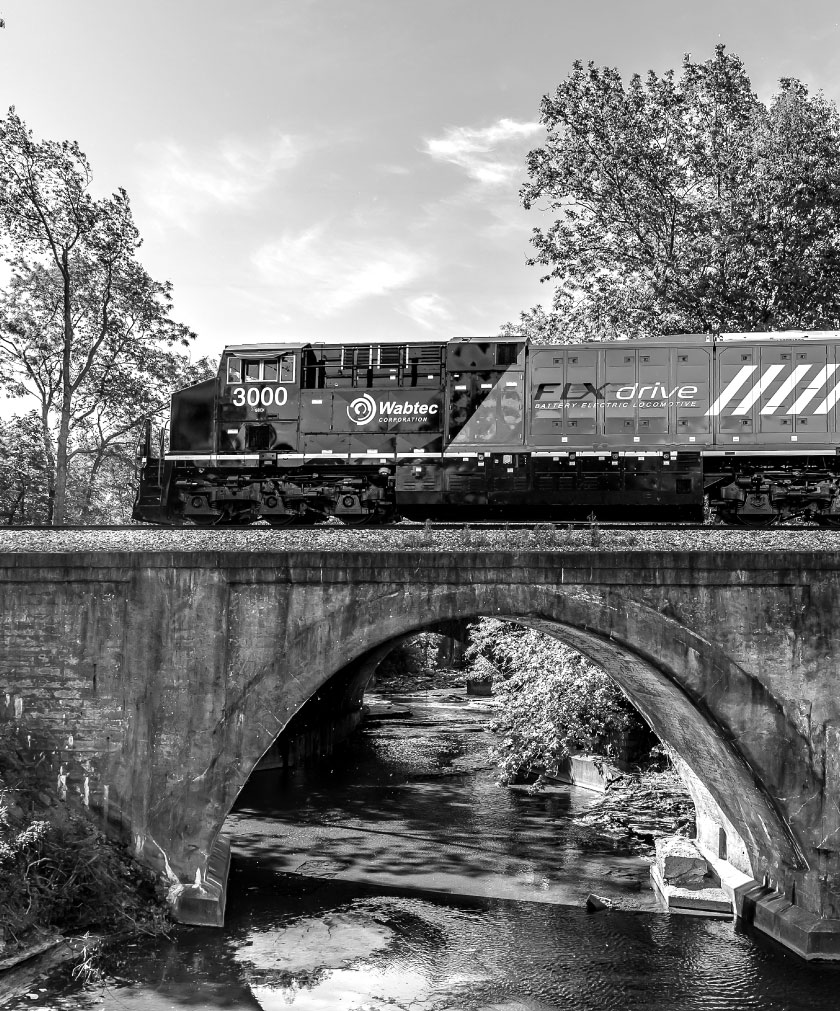 3000
Wabtec
CORPORATION
FLXdrive
BATTERY ELECTRIC LOCOMOTIVE